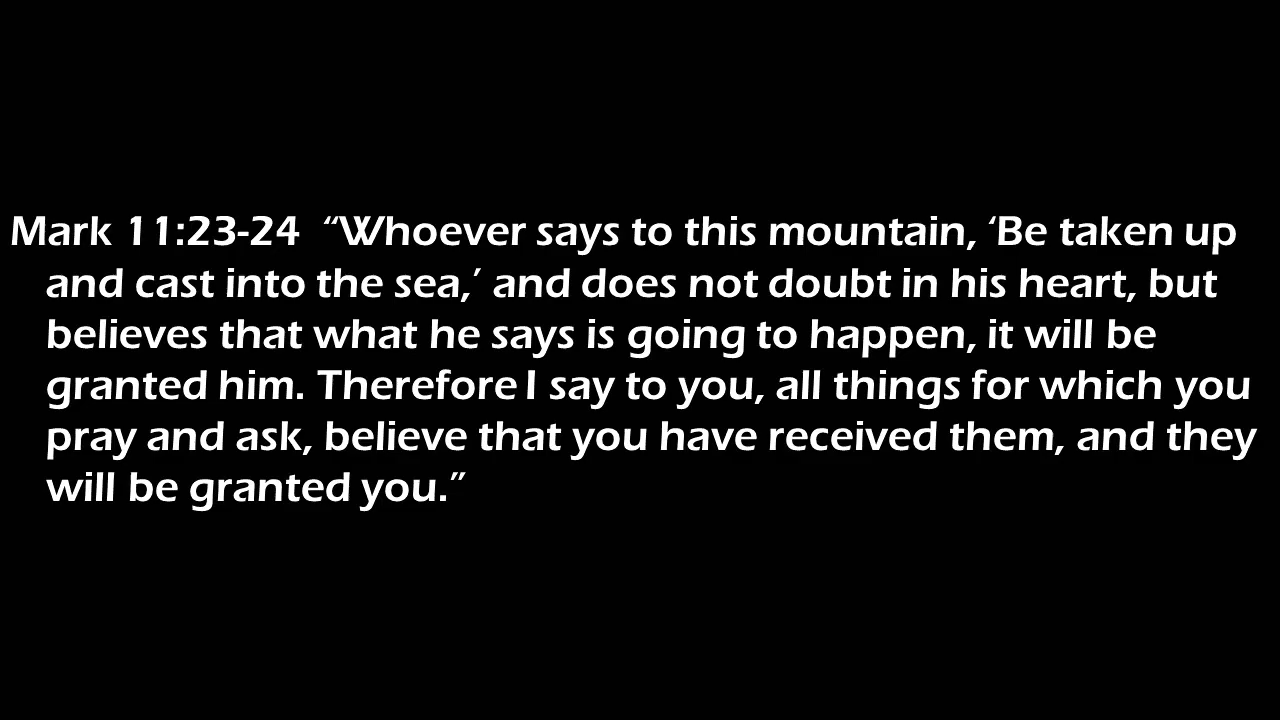 Mark 11:23-24  “Whoever says to this mountain, ‘Be taken up
and cast into the sea,’ and does not doubt in his heart, but
believes that what he says is going to happen, it will be
granted him. Therefore I say to you, all things for which you
pray and ask, believe that you have received them, and they
will be granted you.”